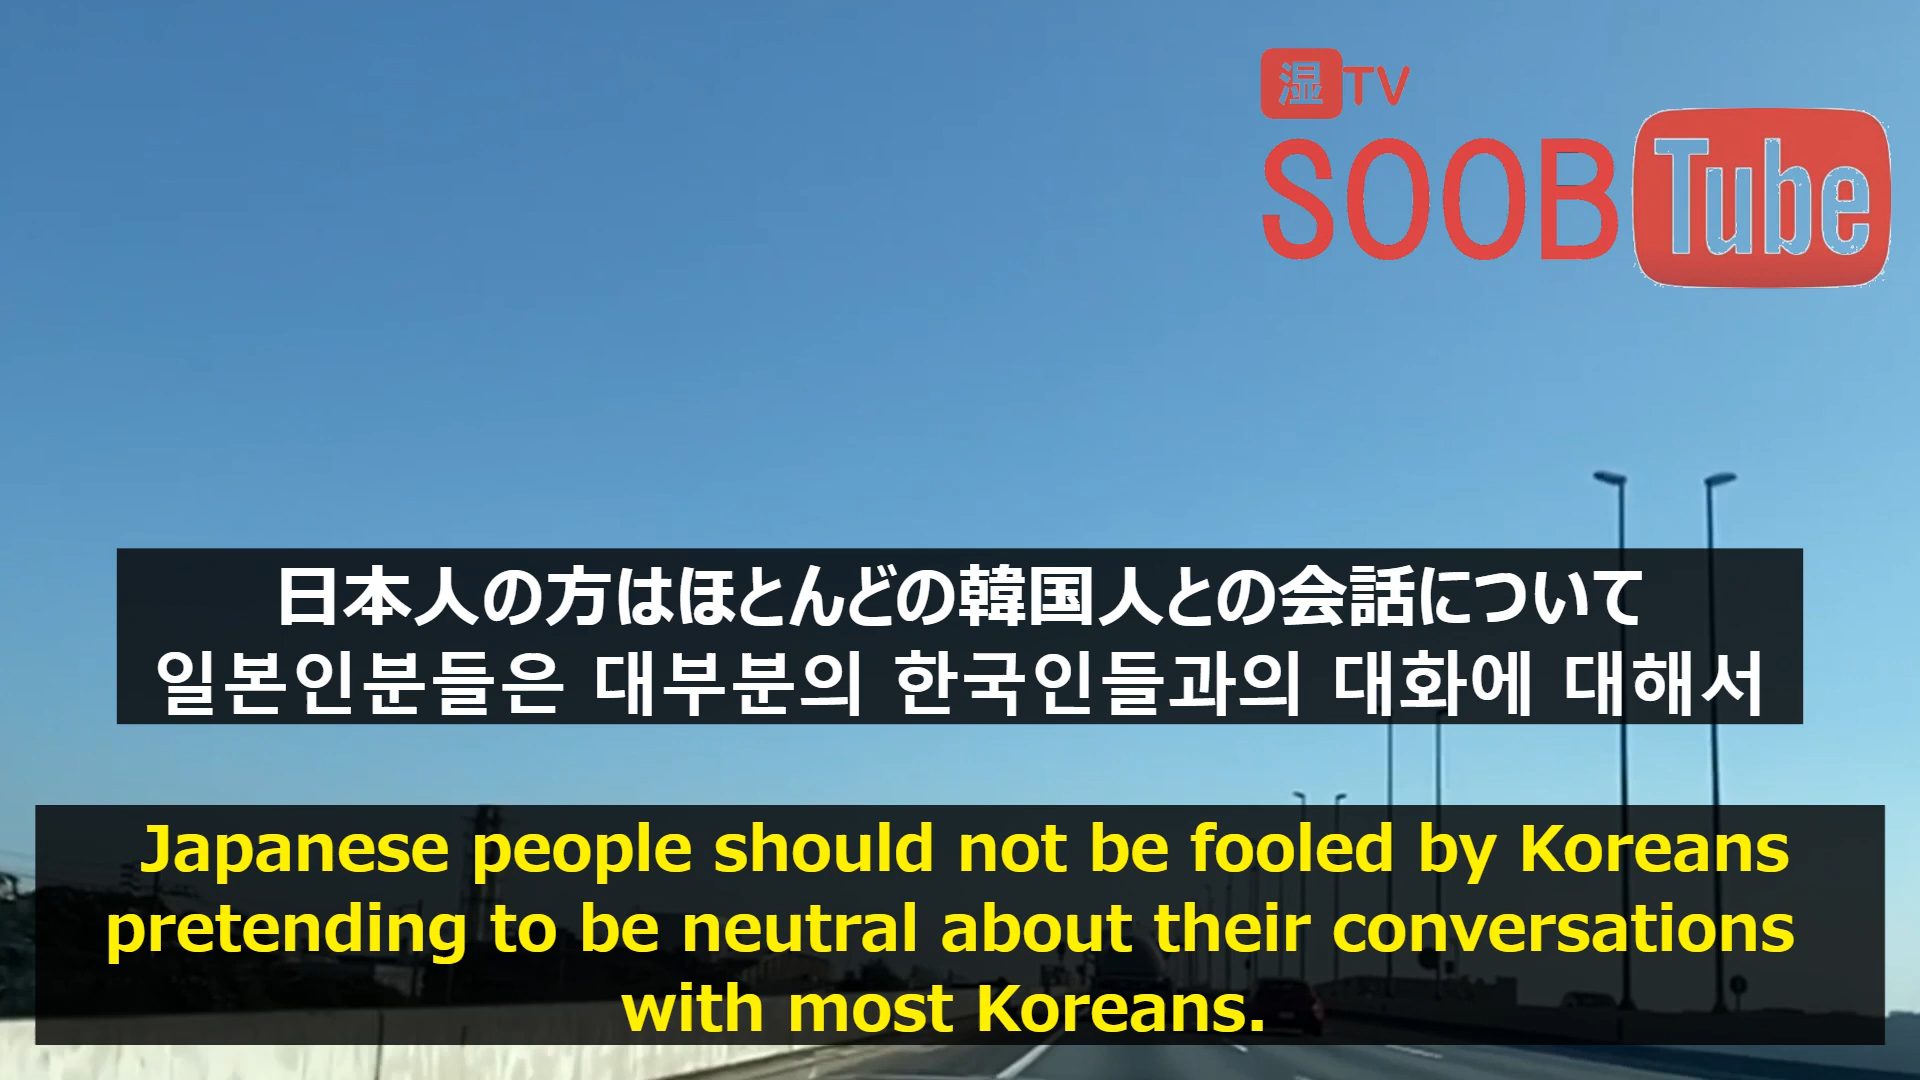 湿TV
SOOBTube
日本人の方はほとんどの韓国人との会話について
일본인분들은 대부분의 한국인들과의 대화에 대해서
Japanese people should not be fooled by Koreans
pretending to be neutral about their conversations
with most Koreans.